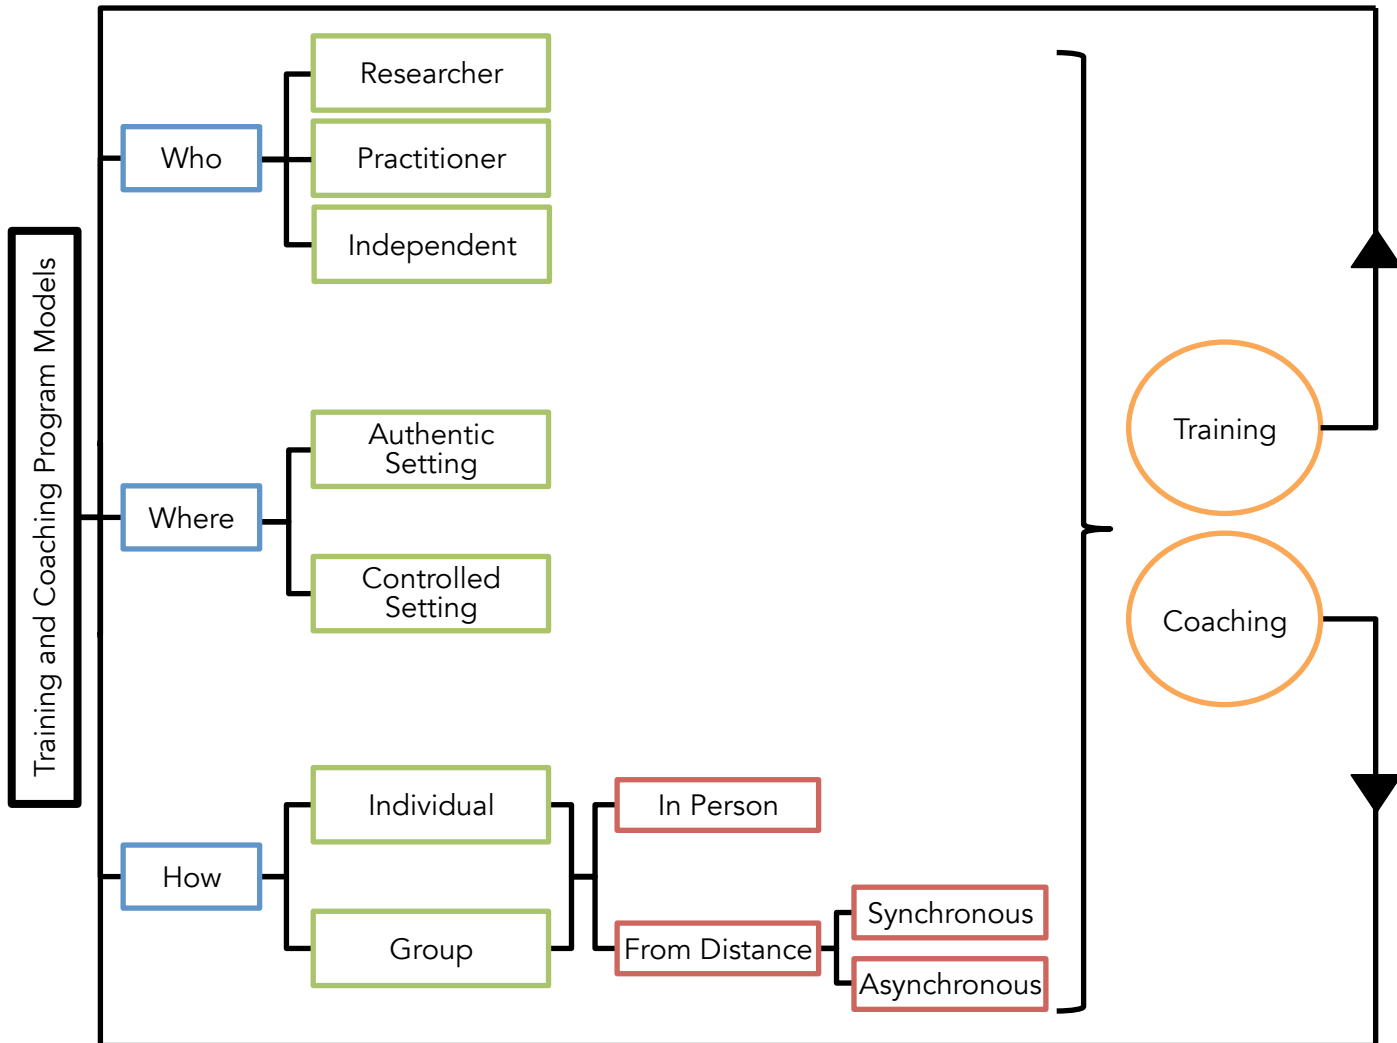 Training and Coaching Program Models
Who
Researcher
Practitioner
Independent
Where
Authentic
Setting
Controlled
Setting
How
Individual
Group
In Person
From Distance
Synchronous
Asynchronous
Training
Coaching